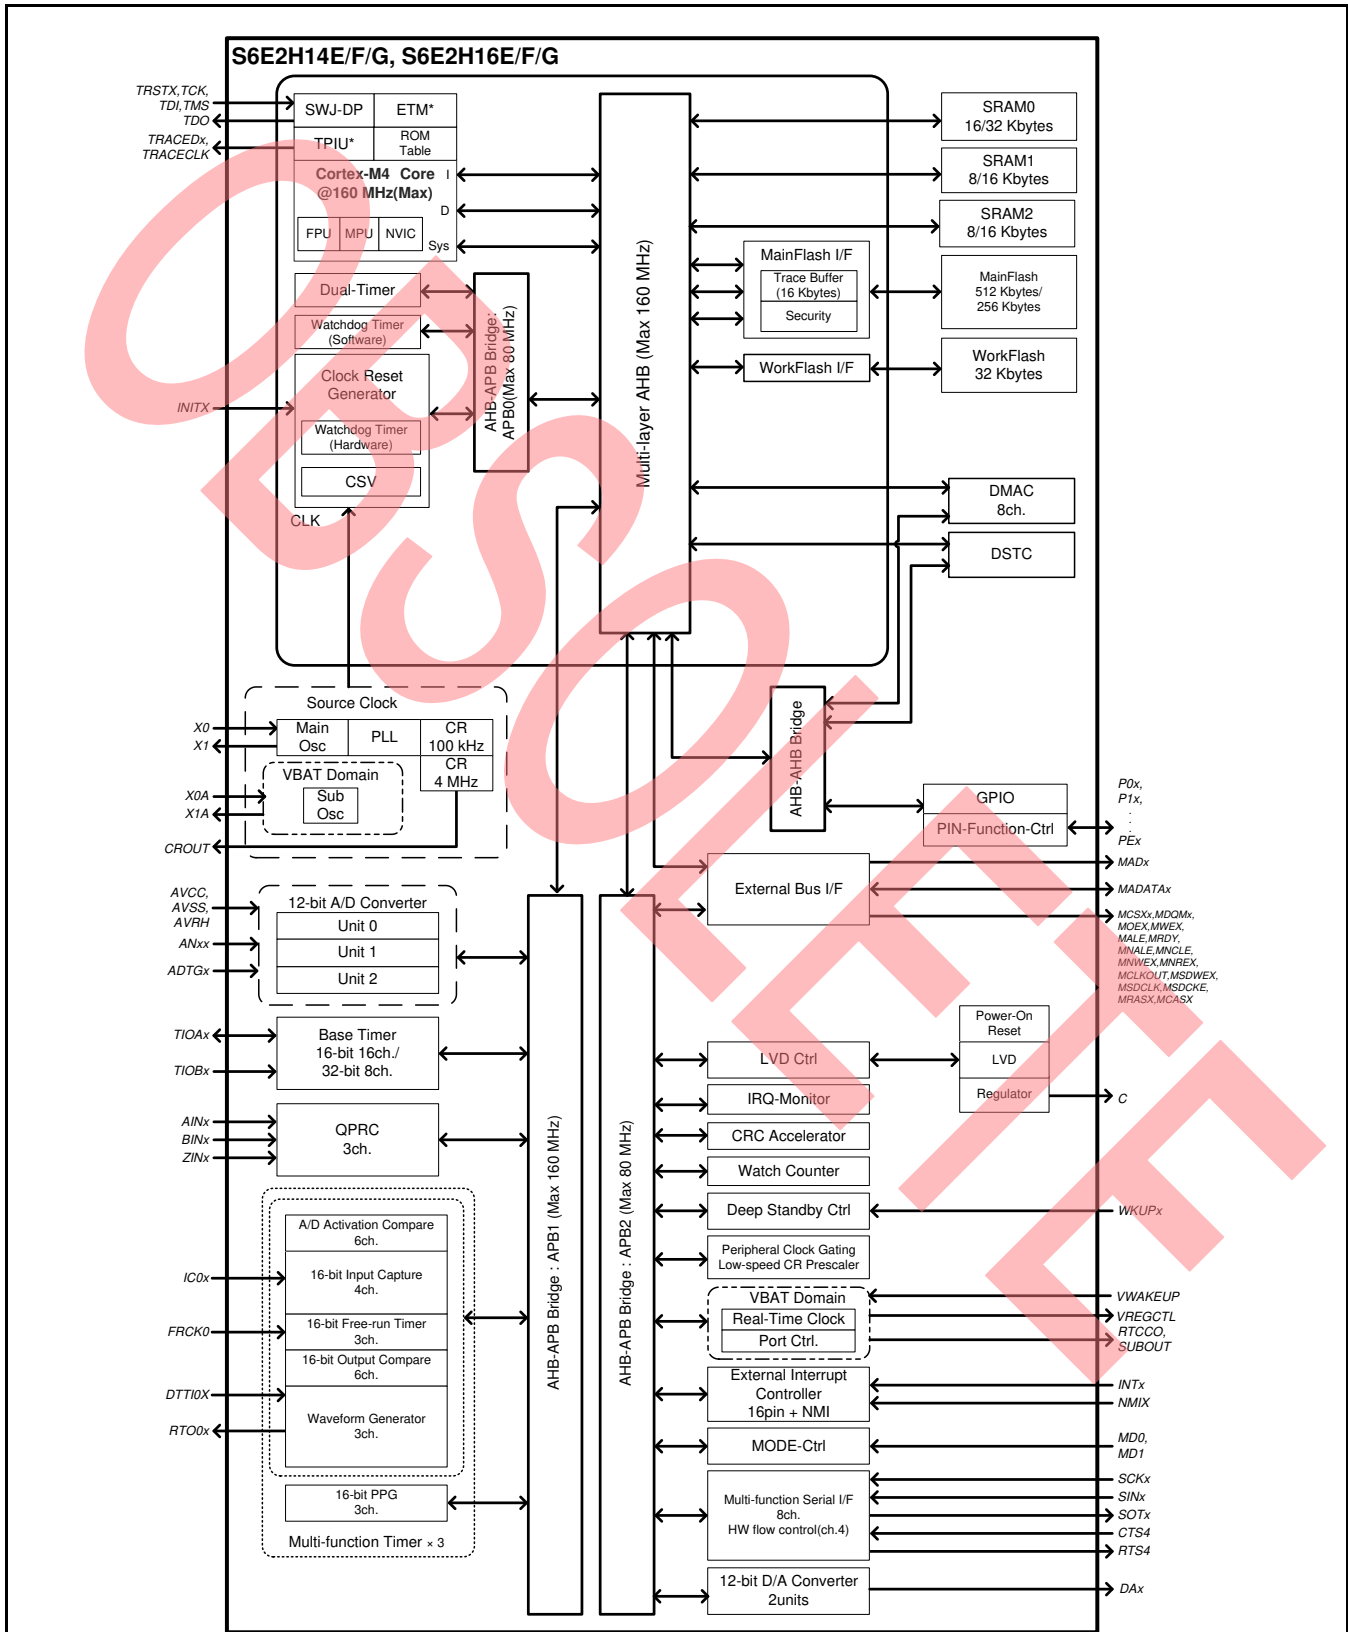 S6E2H14E/F/G, S6E2H16E/F/G
TRSTX,TCK,
TDI,TMS
TDO
TRACEDx,
TRACECLK
SWJ-DP
ETM*
TPIU*
ROM
Table
Cortex-M4 Core
@160 MHz(Max)
I
D
Sys
FPU
MPU
NVIC
Dual-Timer
Watchdog Timer
(Software)
Clock Reset
Generator
Watchdog Timer
(Hardware)
CSV
CLK
INITX
AHB-APB Bridge:
APB0(Max 80 MHz)
Multi-layer AHB (Max 160 MHz)
SRAM0
16/32 Kbytes
SRAM1
8/16 Kbytes
SRAM2
8/16 Kbytes
MainFlash I/F
Trace Buffer
(16 Kbytes)
Security
MainFlash
512 Kbytes/
256 Kbytes
WorkFlash I/F
WorkFlash
32 Kbytes
DMAC
8ch.
DSTC
Source Clock
X0
X1
Main
Osc
PLL
CR
100 kHz
CR
4 MHz
VBAT Domain
Sub
Osc
X0A
X1A
CROUT
AHB-AHB Bridge
GPIO
PIN-Function-Ctrl
P0x,
P1x,
.
.
PEx
External Bus I/F
MADx
MADATAx
MCSXx,MDQMx,
MOEX,MWEX,
MALE,MRDY,
MNALE,MNCLE,
MNWEX,MNREX,
MCLKOUT,MSDWEX,
MSDCLK,MSDCKE,
MRASX,MCASX
AVCC,
AVSS,
AVRH
ANxx
ADTGx
12-bit A/D Converter
Unit 0
Unit 1
Unit 2
TIOAx
TIOBx
Base Timer
16-bit 16ch./
32-bit 8ch.
AINx
BINx
ZINx
QPRC
3ch.
A/D Activation Compare
6ch.
IC0x
16-bit Input Capture
4ch.
FRCK0
16-bit Free-run Timer
3ch.
16-bit Output Compare
6ch.
DTTI0X
RTO0x
Waveform Generator
3ch.
16-bit PPG
3ch.
Multi-function Timer × 3
AHB-APB Bridge : APB1 (Max 160 MHz)
AHB-APB Bridge : APB2 (Max 80 MHz)
Power-On
Reset
LVD
Regulator
C
LVD Ctrl
IRQ-Monitor
CRC Accelerator
Watch Counter
Deep Standby Ctrl
WKUPx
Peripheral Clock Gating
Low-speed CR Prescaler
VBAT Domain
Real-Time Clock
Port Ctrl.
VWAKEUP
VREGCTL
RTCCO,
SUBOUT
External Interrupt
Controller
16pin + NMI
INTx
NMIX
MODE-Ctrl
MD0,
MD1
Multi-function Serial I/F
8ch.
HW flow control(ch.4)
SCKx
SINx
SOTx
CTS4
RTS4
12-bit D/A Converter
2units
DAx
OBSOLETE